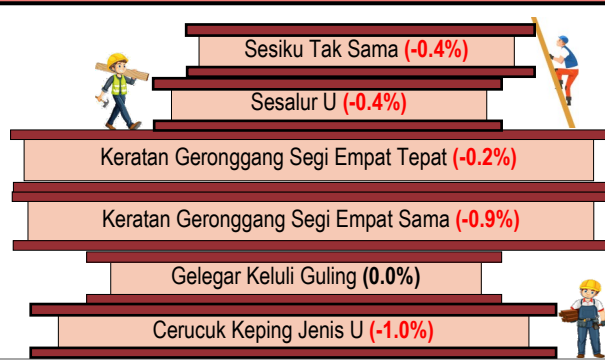 Sesiku Tak Sama (-0.4%)
Sesalur U (-0.4%)
Keratan Geronggang Segi Empat Tepat (-0.2%)
Keratan Geronggang Segi Empat Sama (-0.9%)
Gelegar Keluli Guling (0.0%)
Cerucuk Keping Jenis U (-1.0%)